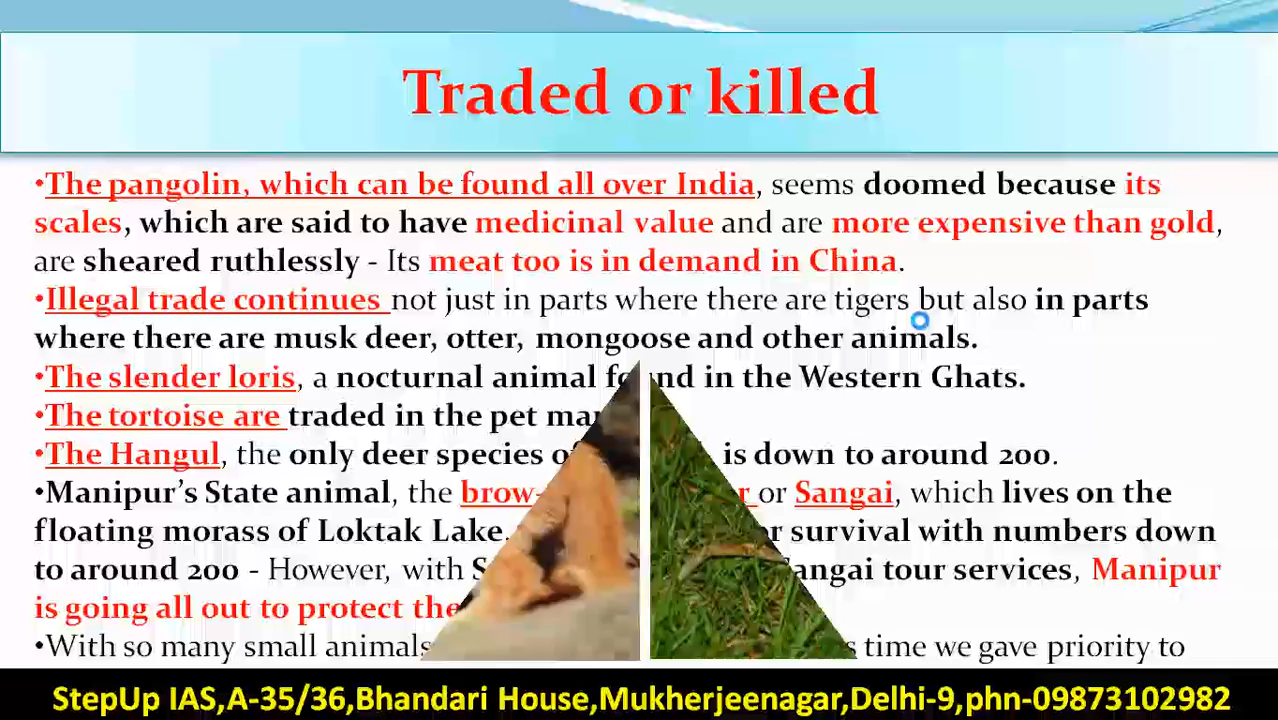 Traded or killed
•The pangolin, which can be found all over India, seems doomed because its
scales, which are said to have medicinal value and are more expensive than gold,
are sheared ruthlessly - Its meat too is in demand in China.
•Illegal trade continues not just in parts where there are tigers but also in parts
where there are musk deer, otter, mongoose and other animals.
•The slender loris, a nocturnal animal found in the Western Ghats.
•The tortoise are traded in the pet
•The Hangul, the only deer species is down to around 200.
•Manipur's State animal, the brow- or Sangai, which lives on the
floating morass of Loktak Lake. survival with numbers down
to around 200 - However, with Sangai tour services, Manipur
is going all out to protect the
•With so many small animals time we gave priority to
StepUp IAS,A-35/36,Bhandari House,Mukherjeenagar,Delhi-9,phn-09873102982